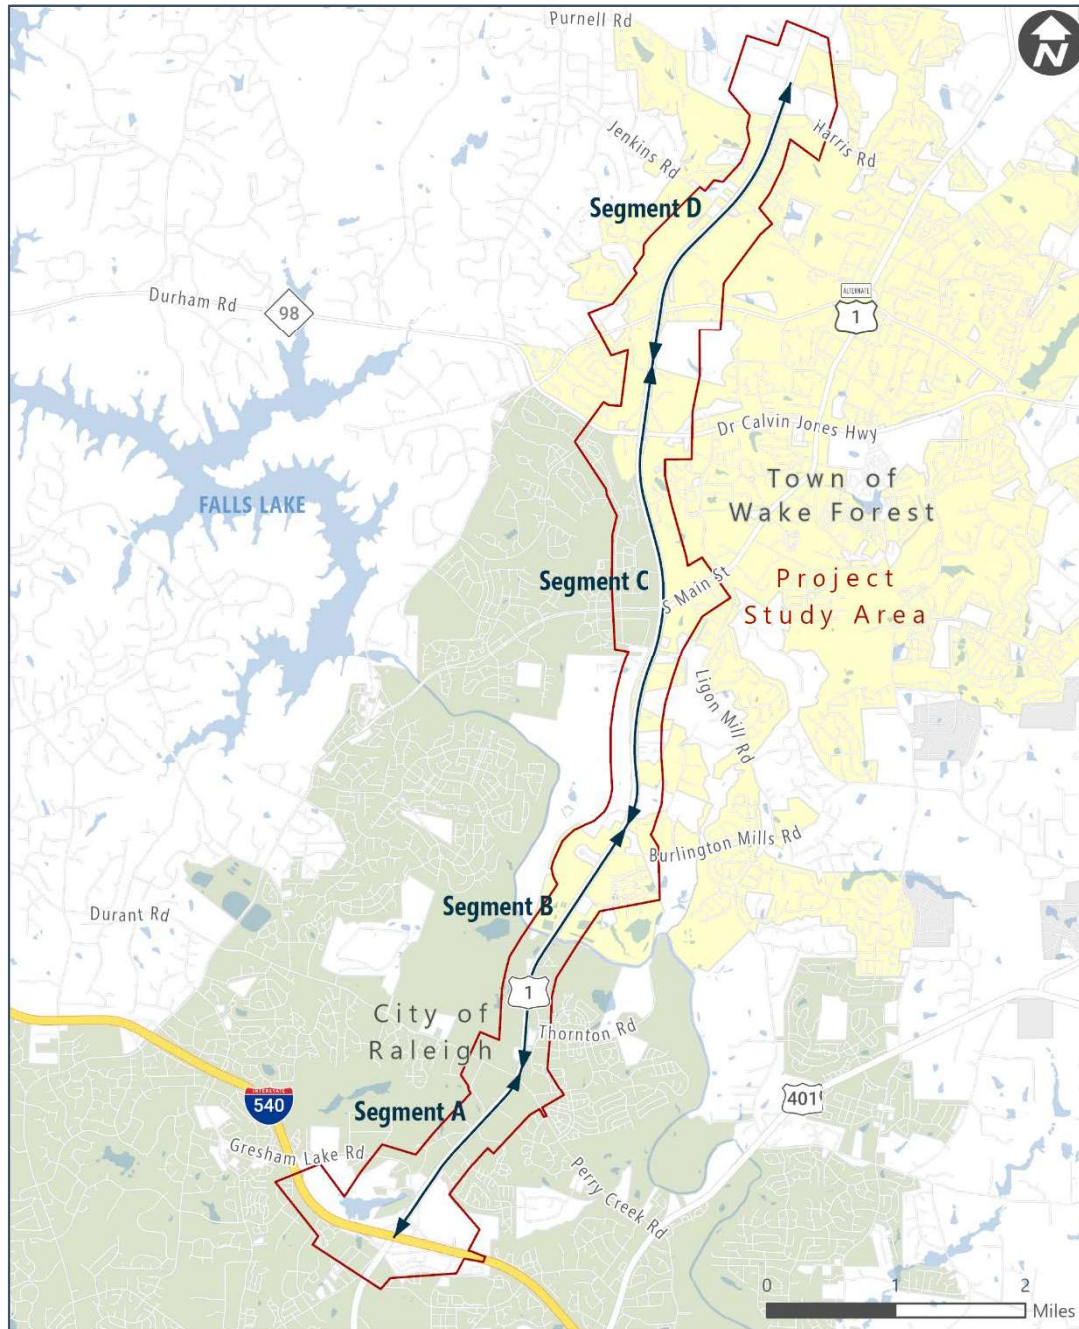 Purnell Rd
N
Jenkins Rd
Harris Rd
Segment D
Durham Rd
98
ALTERNATE
1
Dr Calvin Jones Hwy
Town of
Wake Forest
FALLS LAKE
Segment C
S Main St
Project
Study Area
Ligon Mill Rd
Burlington Mills Rd
Segment B
Durant Rd
1
City of
Raleigh
Thornton Rd
INTERSTATE
540
401
Segment A
Gresham Lake Rd
Perry Creek Rd
0 1 2
Miles